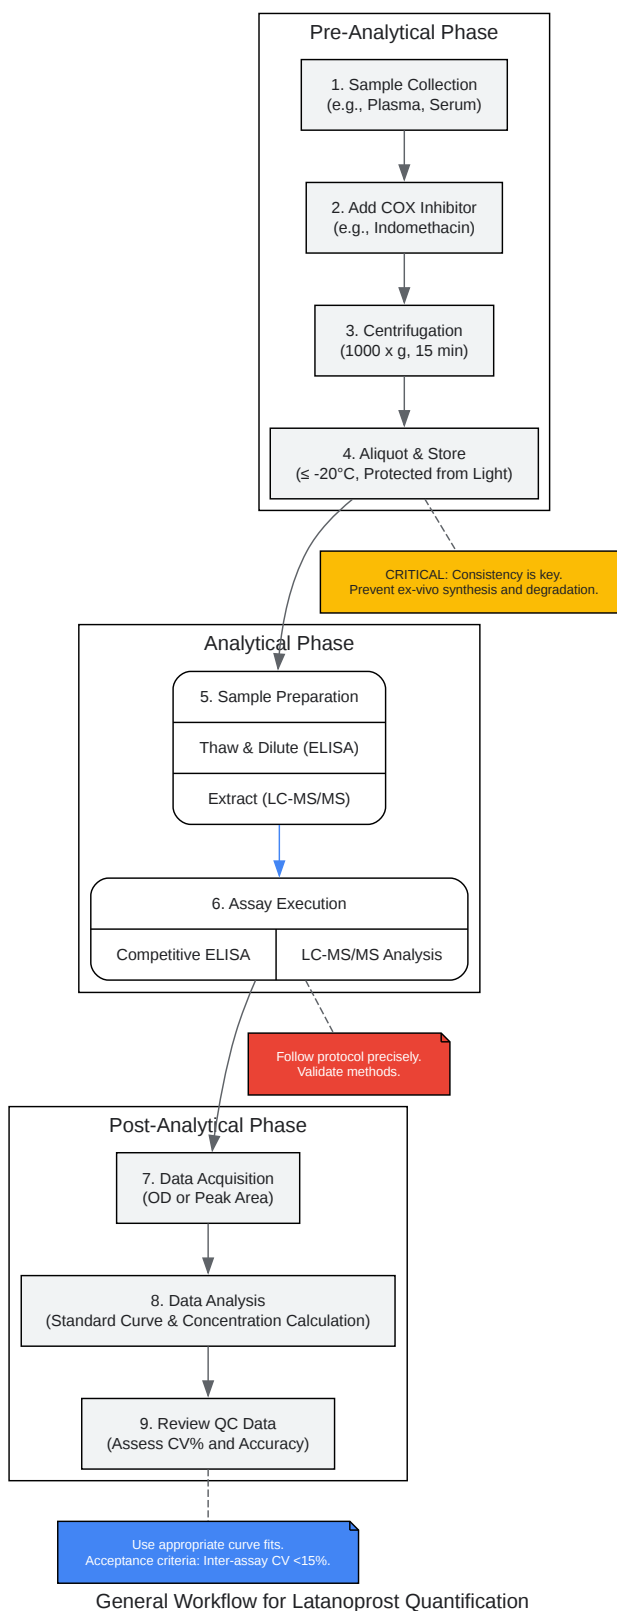 Pre-Analytical Phase
1. Sample Collection
(e.g., Plasma, Serum)
2. Add COX Inhibitor
(e.g., Indomethacin)
3. Centrifugation
(1000 x g, 15 min)
4. Aliquot & Store
(≤ -20°C, Protected from Light)
CRITICAL: Consistency is key.
Prevent ex-vivo synthesis and degradation.
Analytical Phase
5. Sample Preparation
Thaw & Dilute (ELISA)
Extract (LC-MS/MS)
6. Assay Execution
Competitive ELISA
LC-MS/MS Analysis
Follow protocol precisely.
Validate methods.
Post-Analytical Phase
7. Data Acquisition
(OD or Peak Area)
8. Data Analysis
(Standard Curve & Concentration Calculation)
9. Review QC Data
(Assess CV% and Accuracy)
Use appropriate curve fits.
Acceptance criteria: Inter-assay CV <15%.
General Workflow for Latanoprost Quantification